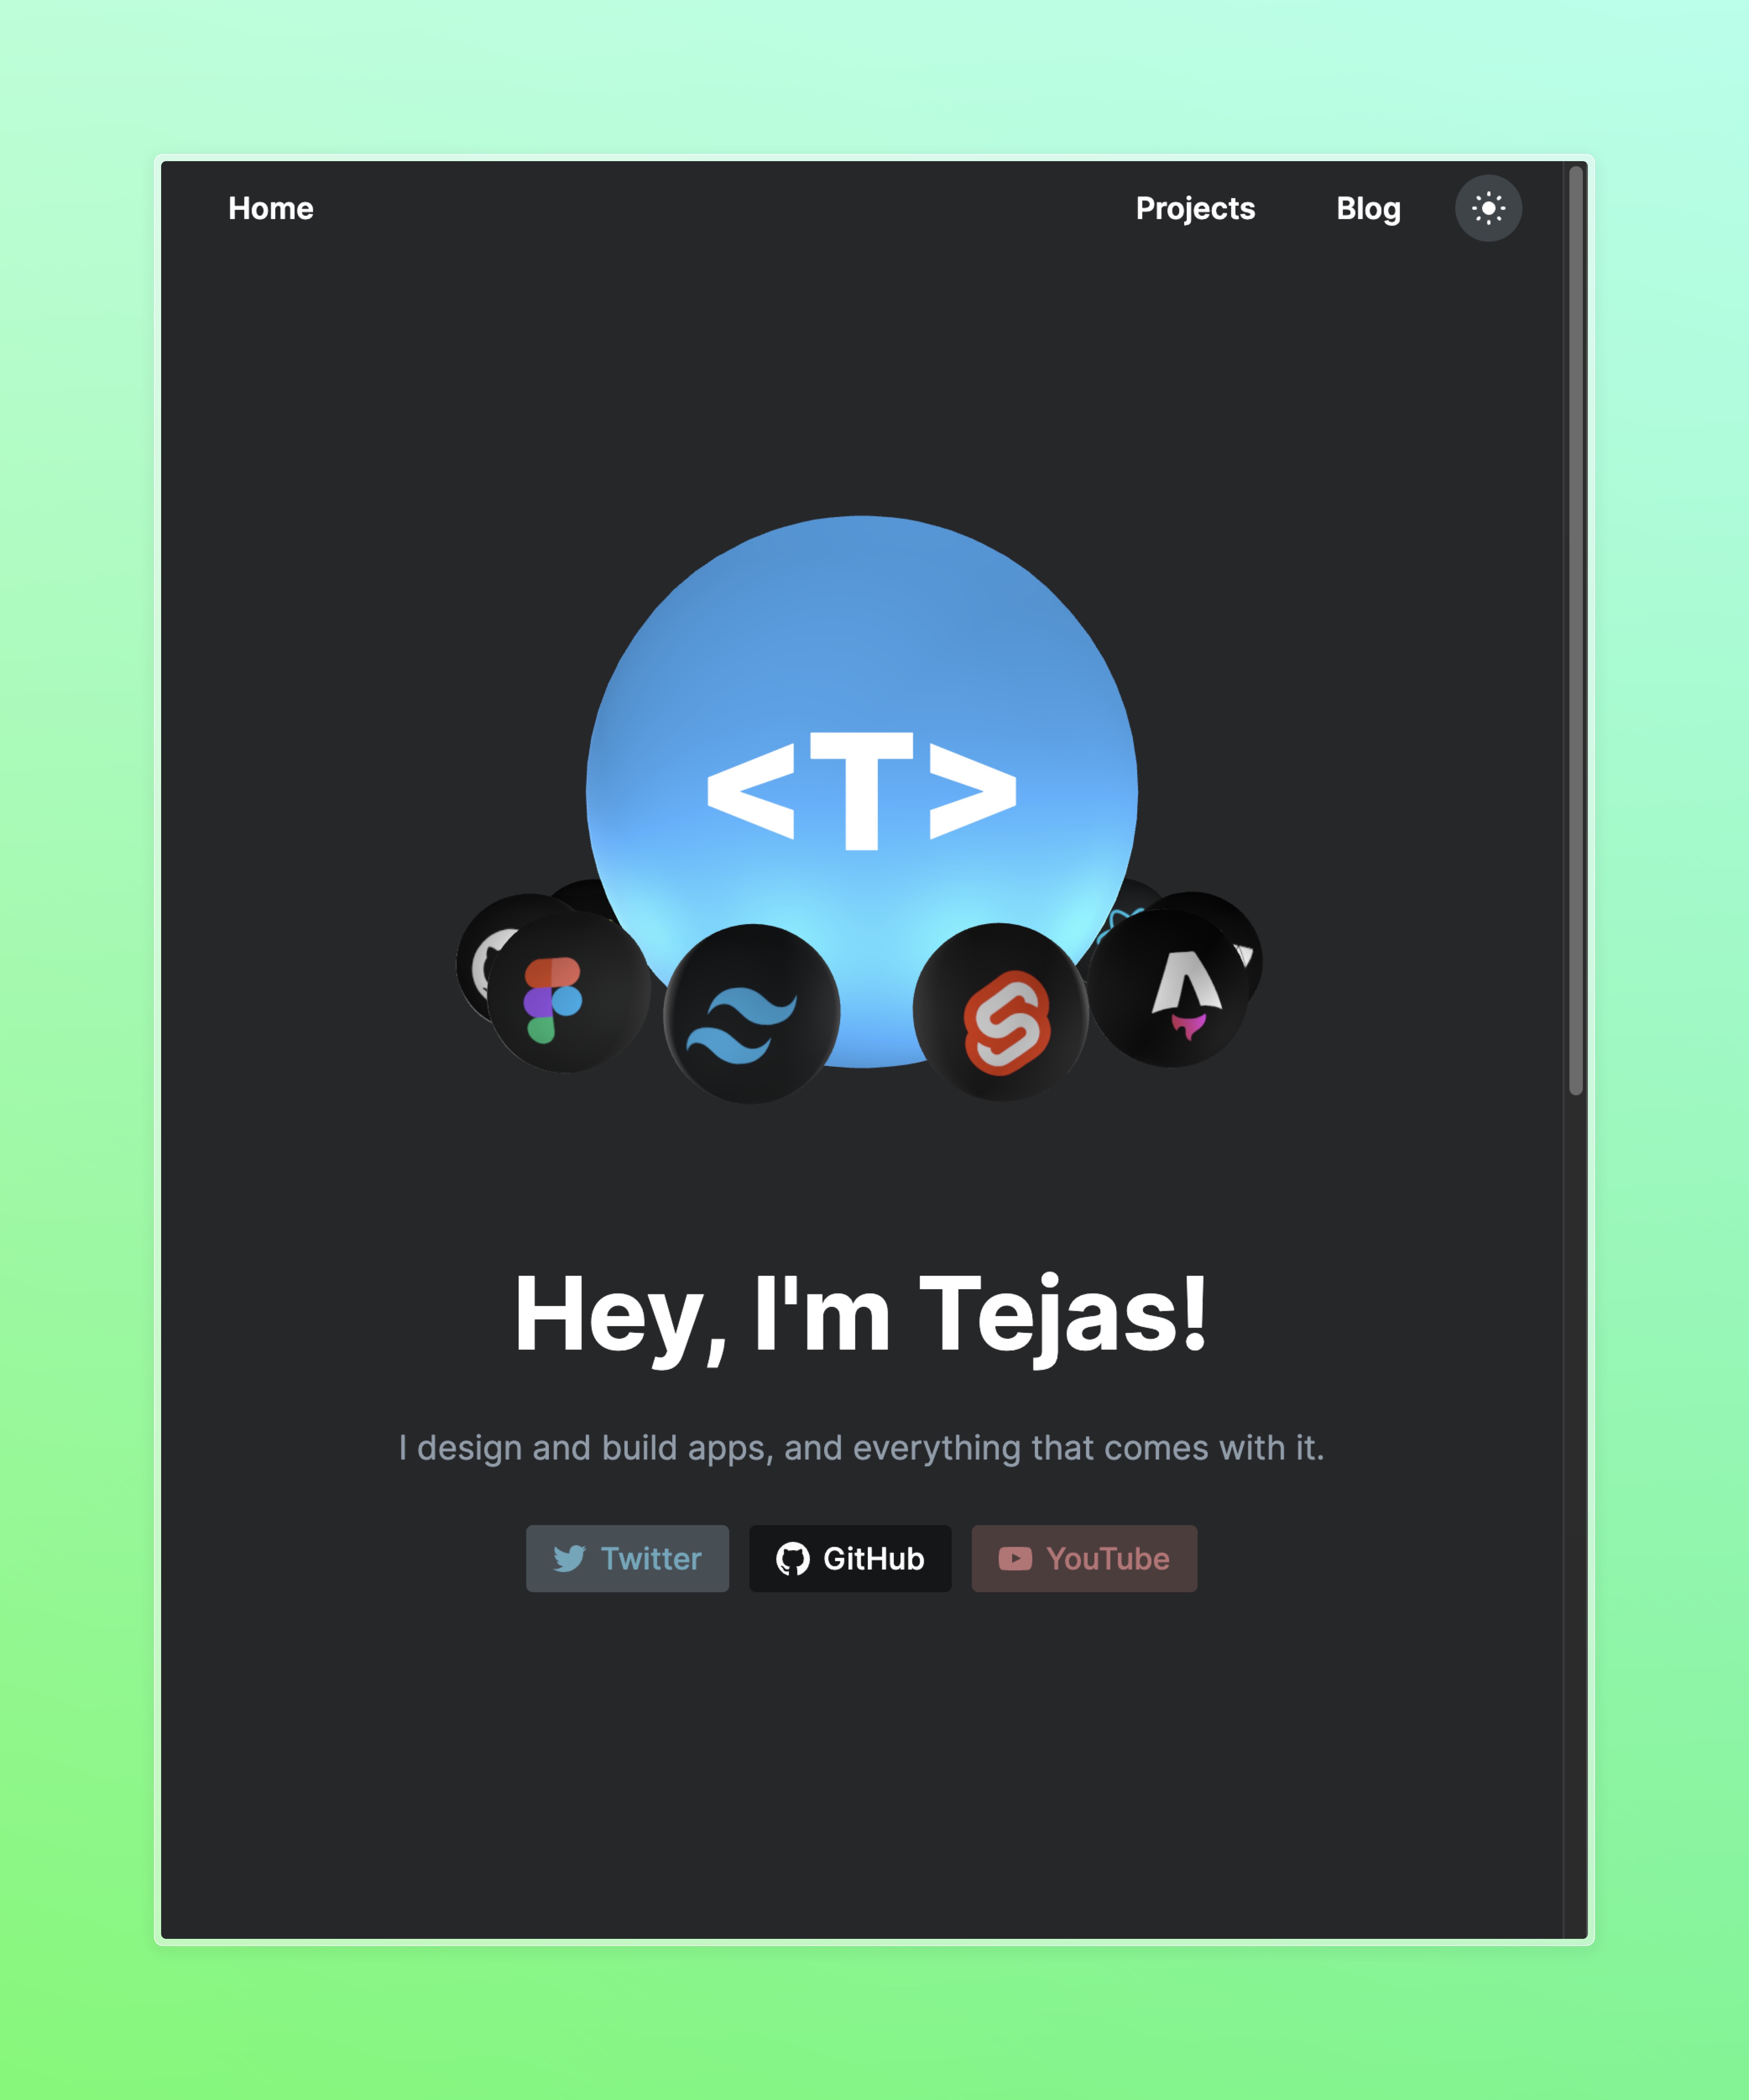 Home
Projects
Blog
<T>
Hey, I'm Tejas!
I design and build apps, and everything that comes with it.
Twitter
GitHub
YouTube